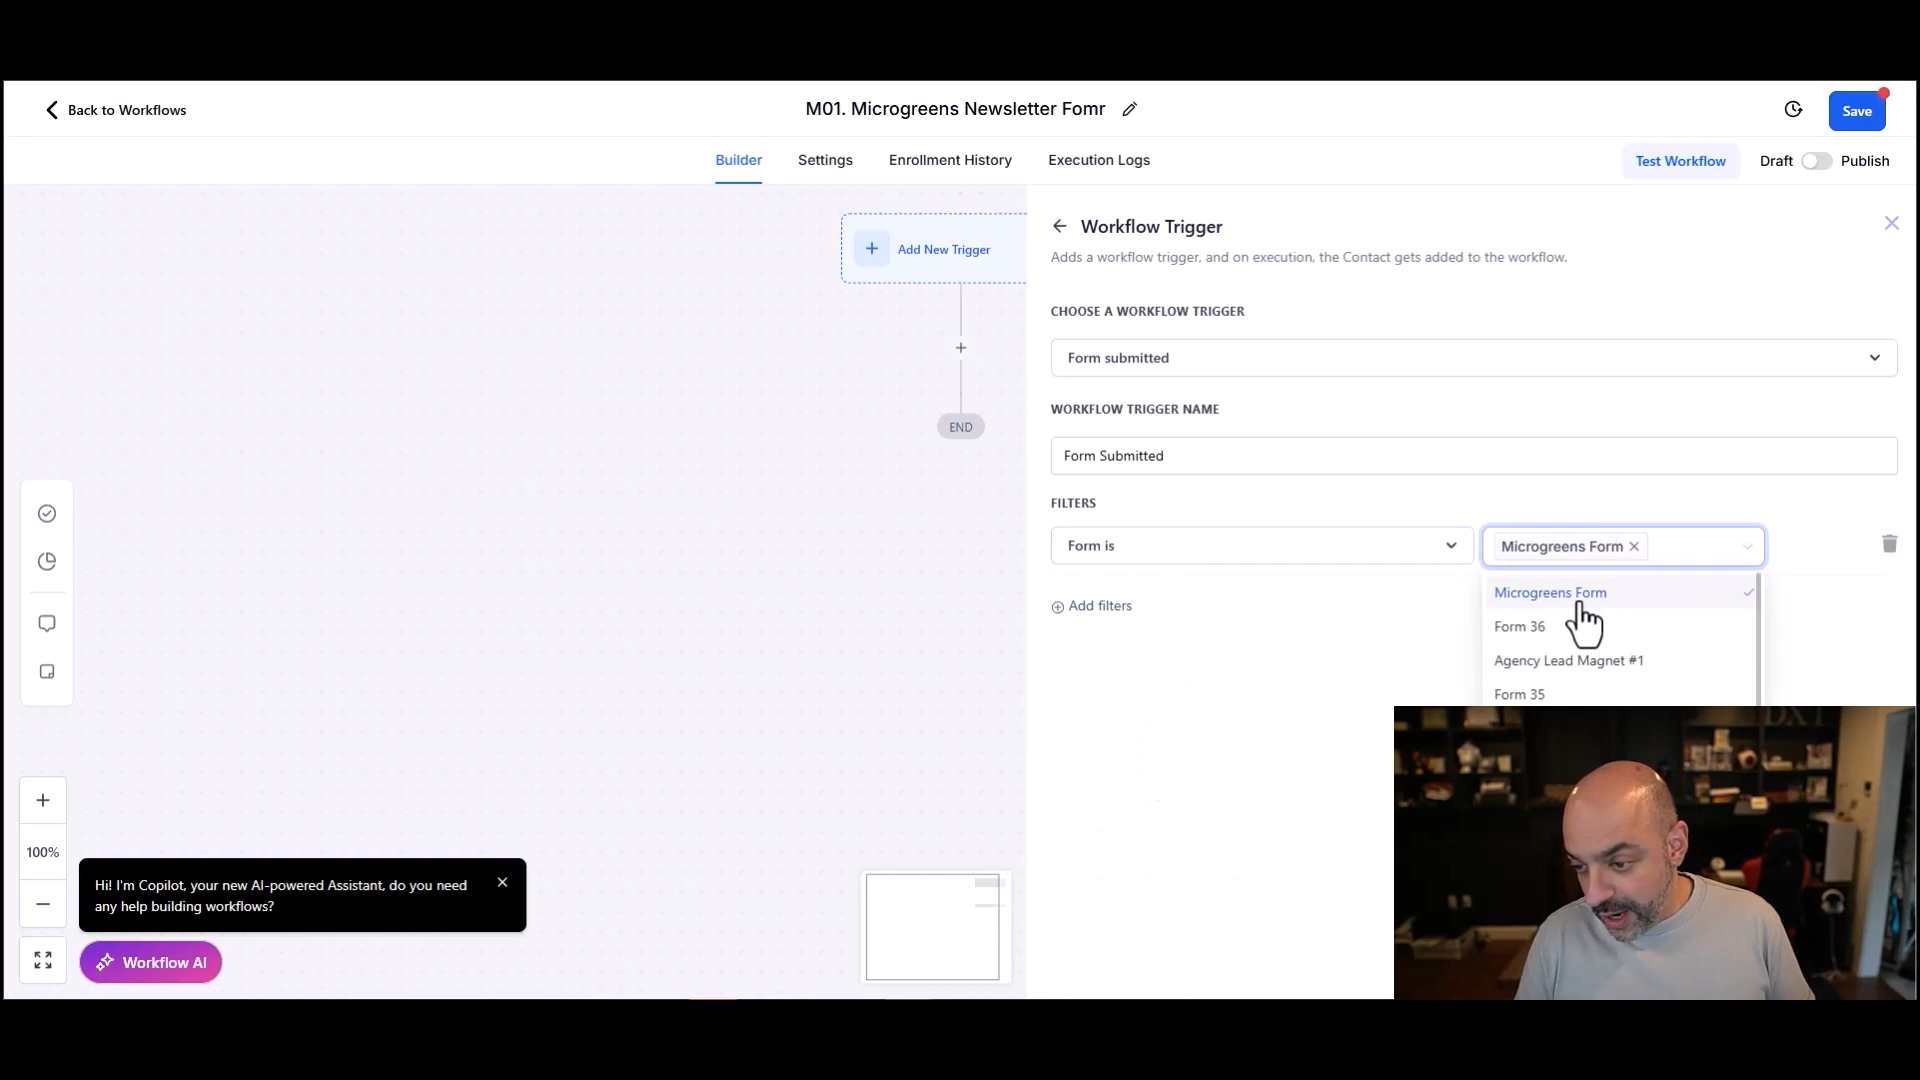 Back to Workflows
M01. Microgreens Newsletter Fomr
Save
Builder
Settings
Enrollment History
Execution Logs
Test Workflow
Draft
Publish
Add New Trigger
END
Workflow Trigger
Adds a workflow trigger, and on execution, the Contact gets added to the workflow.
CHOOSE A WORKFLOW TRIGGER
Form submitted
WORKFLOW TRIGGER NAME
Form Submitted
FILTERS
Form is
Microgreens Form
Add filters
Microgreens Form
Form 36
Agency Lead Magnet #1
Form 35
100%
Hi! I'm Copilot, your new AI-powered Assistant, do you need
any help building workflows?
Workflow AI